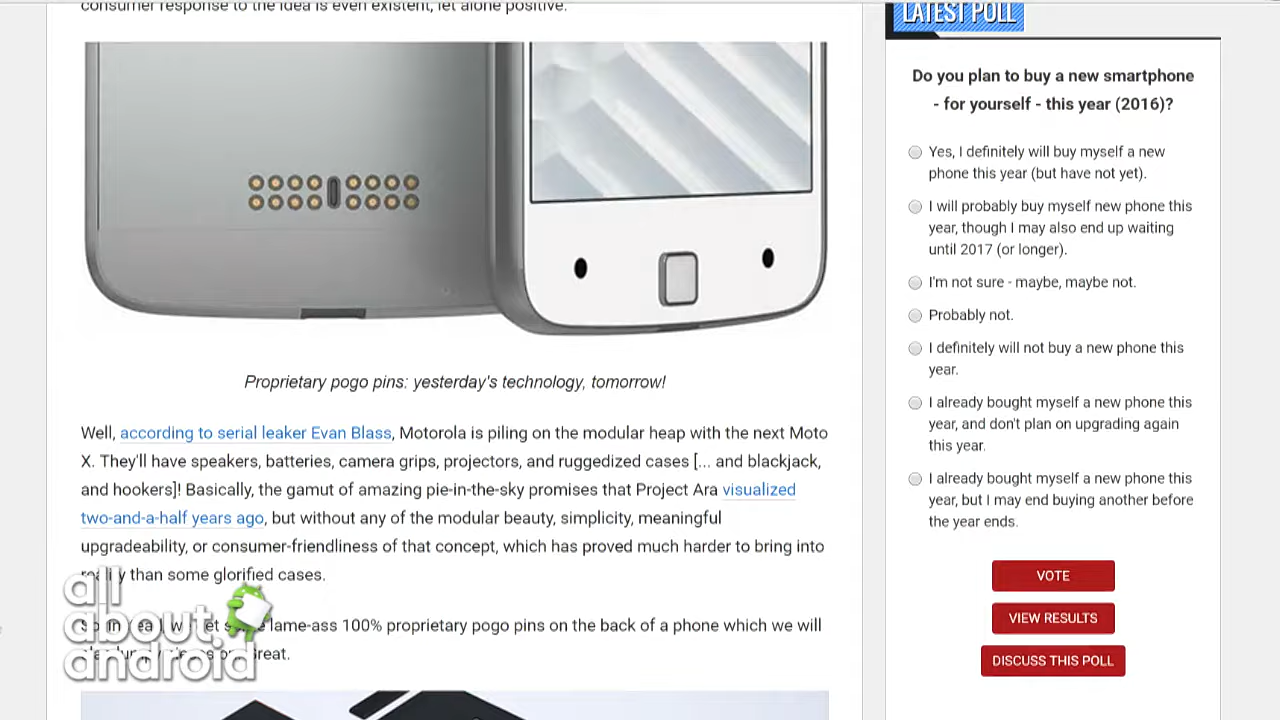 consumer response to the idea is even existent, let alone positive.
Proprietary pogo pins: yesterday's technology, tomorrow!
Well, according to serial leaker Evan Blass, Motorola is piling on the modular heap with the next Moto
X. They'll have speakers, batteries, camera grips, projectors, and ruggedized cases [... and blackjack,
and hookers]! Basically, the gamut of amazing pie-in-the-sky promises that Project Ara visualized
two-and-a-half years ago, but without any of the modular beauty, simplicity, meaningful
upgradeability, or consumer-friendliness of that concept, which has proved much harder to bring into
reality than some glorified cases.
lame-ass 100% proprietary pogo pins on the back of a phone which we will
great.
all
about
android
LATEST POLL
Do you plan to buy a new smartphone
- for yourself - this year (2016)?
Yes, I definitely will buy myself a new
phone this year (but have not yet).
I will probably buy myself new phone this
year, though I may also end up waiting
until 2017 (or longer).
I'm not sure - maybe, maybe not.
Probably not.
I definitely will not buy a new phone this
year.
I already bought myself a new phone this
year, and don't plan on upgrading again
this year.
I already bought myself a new phone this
year, but I may end buying another before
the year ends.
VOTE
VIEW RESULTS
DISCUSS THIS POLL